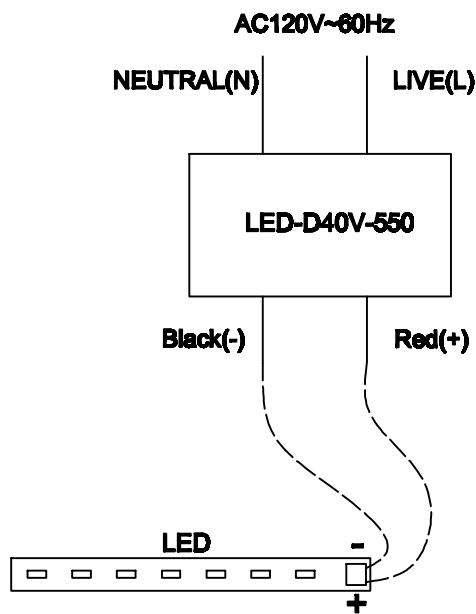 AC120V~60Hz
NEUTRAL(N) LIVE(L)
LED-D40V-550
Black(-) Red(+)
LED
-
+